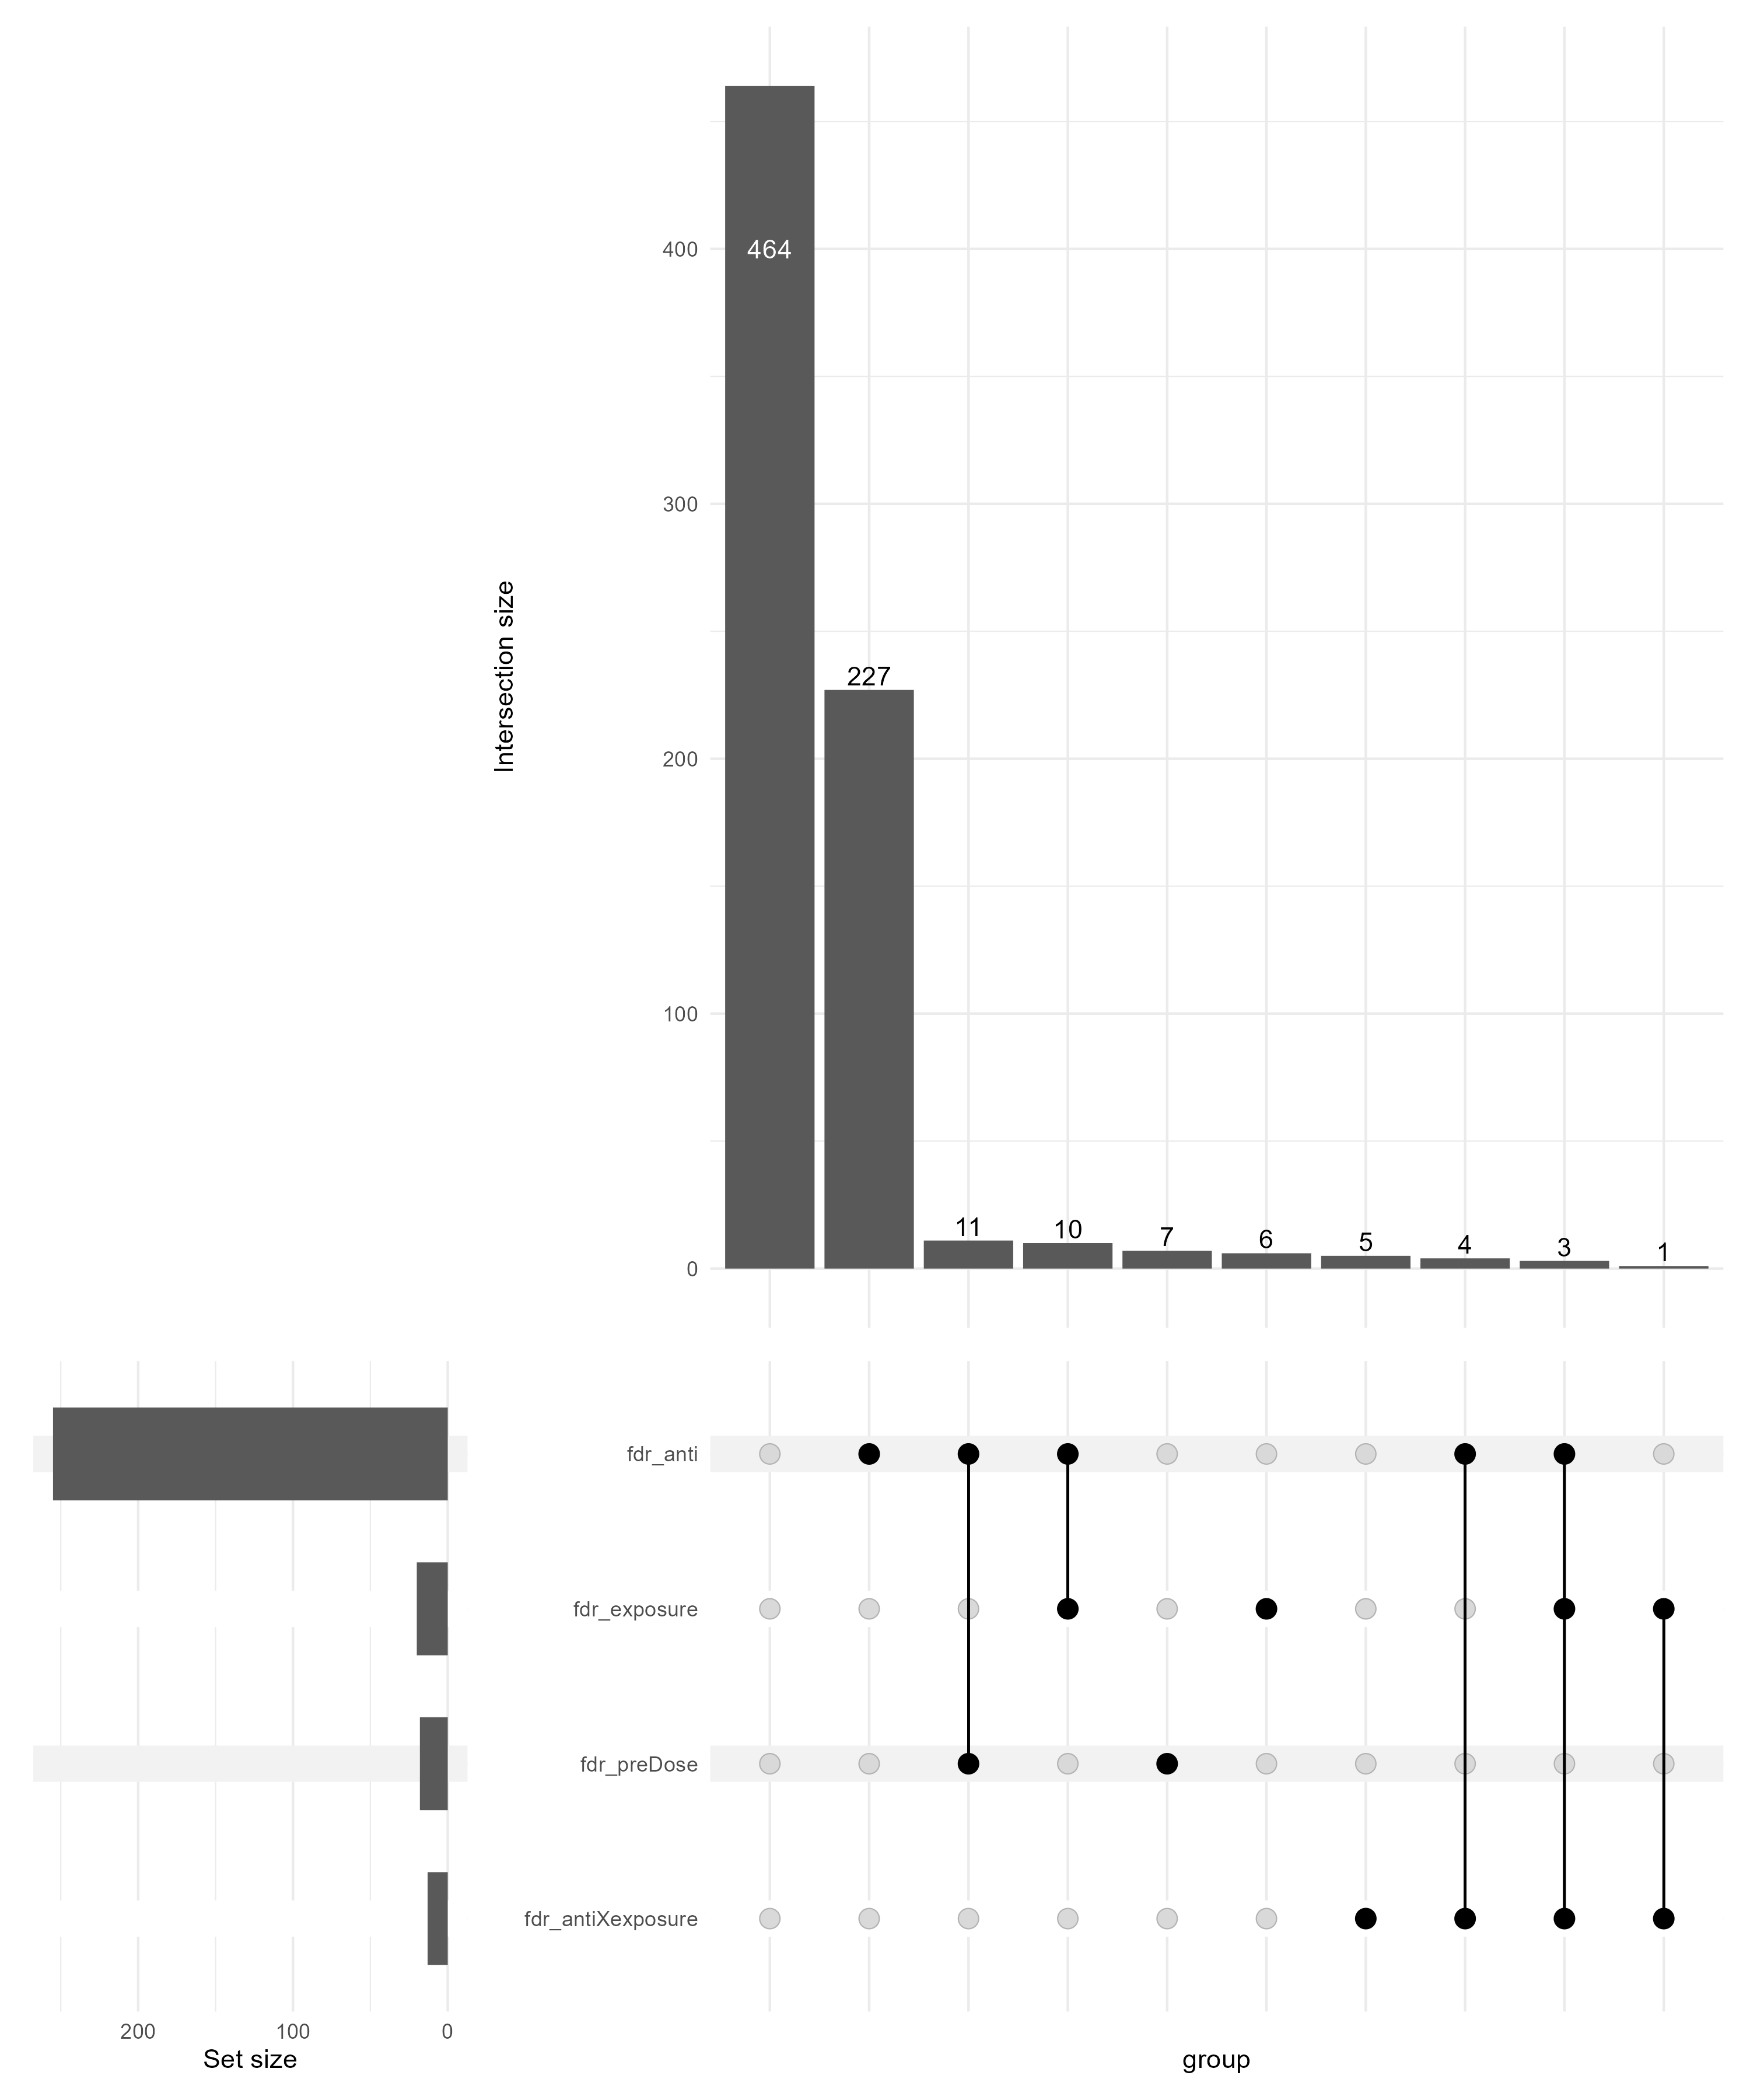 464
400
300
Intersection size
227
200
100
11
10
7
6
5
4
3
1
0
fdr_anti
fdr_exposure
fdr_preDose
fdr_antiXexposure
200 100 0
Set size
group